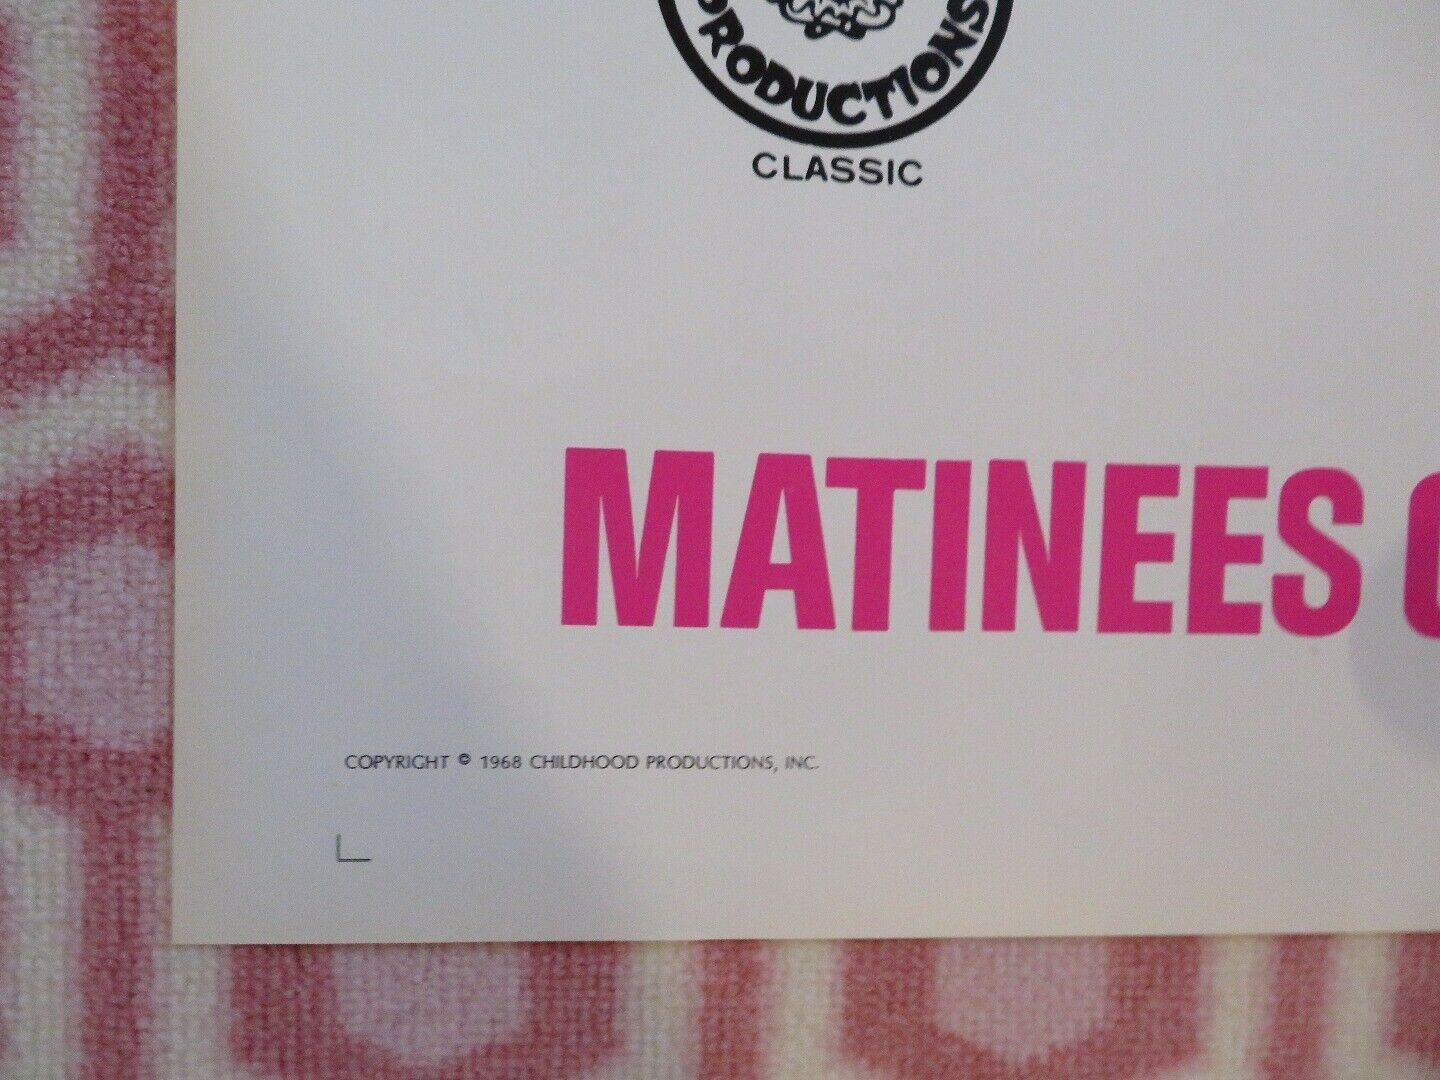 PRODUCTIONS
CLASSIC
MATINEES
COPYRIGHT © 1968 CHILDHOOD PRODUCTIONS, INC.